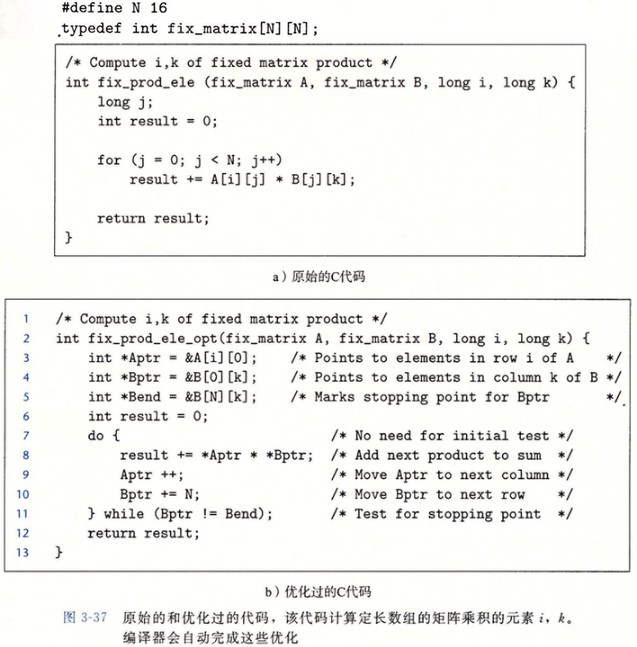 #define N 16
typedef int fix_matrix[N][N];
/* Compute i,k of fixed matrix product */
int fix_prod_ele (fix_matrix A, fix_matrix B, long i, long k) {
    long j;
    int result = 0;
    for (j = 0; j < N; j++)
        result += A[i][j] * B[j][k];
    return result;
}
a）原始的C代码
1 /* Compute i,k of fixed matrix product */
2 int fix_prod_ele_opt(fix_matrix A, fix_matrix B, long i, long k) {
3     int *Aptr = &A[i][0];    /* Points to elements in row i of A    */
4     int *Bptr = &B[0][k];    /* Points to elements in column k of B */
5     int *Bend = &B[N][k];    /* Marks stopping point for Bptr       */
6     int result = 0;
7     do {                          /* No need for initial test */
8         result += *Aptr * *Bptr;  /* Add next product to sum  */
9         Aptr ++;                  /* Move Aptr to next column */
10         Bptr += N;                /* Move Bptr to next row    */
11     } while (Bptr != Bend);       /* Test for stopping point  */
12     return result;
13 }
b）优化过的C代码
图 3-37 原始的和优化过的代码，该代码计算定长数组的矩阵乘积的元素 i，k。
编译器会自动完成这些优化